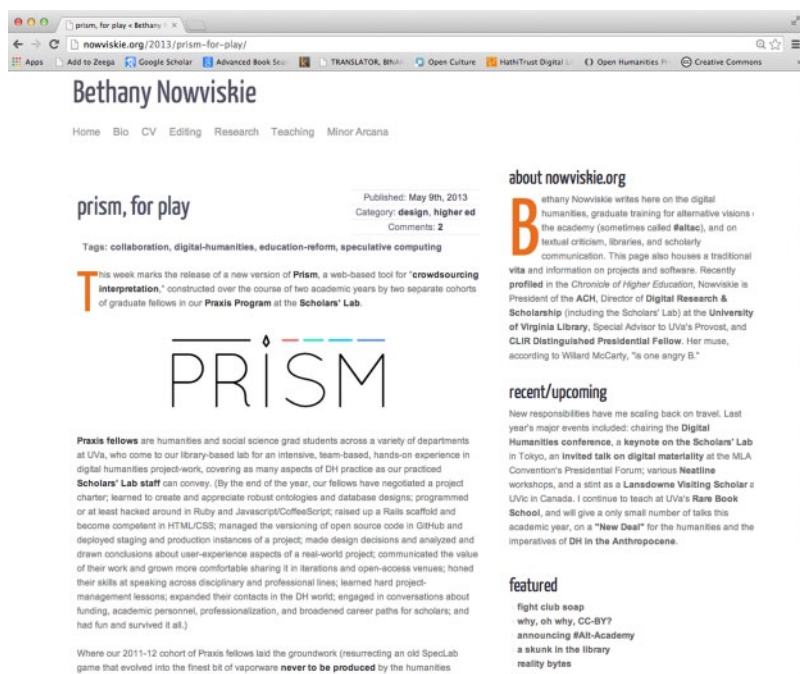 prism, for play « Bethany N
nowviskie.org/2013/prism-for-play/
Apps Add to Zeega Google Scholar Advanced Book Sea TRANSLATOR, Open Culture HathiTrust Digital Open Humanities Creative Commons
Bethany Nowviskie
Home Bio CV Editing Research Teaching Minor Arcana
prism, for play
Published: May 9th, 2013
Category: design, higher ed
Comments: 2
Tags: collaboration, digital-humanities, education-reform, speculative computing
This week marks the release of a new version of Prism, a web-based tool for "crowdsourcing
interpretation," constructed over the course of two academic years by two separate cohorts
of graduate fellows in our Praxis Program at the Scholars' Lab.
PRISM
Praxis fellows are humanities and social science grad students across a variety of departments
at UVa, who come to our library-based lab for an intensive, team-based, hands-on experience in
digital humanities project-work, covering as many aspects of DH practice as our practiced
Scholars' Lab staff can convey. (By the end of the year, our fellows have negotiated a project
charter; learned to create and appreciate robust ontologies and database designs; programmed
or at least hacked around in Ruby and Javascript/CoffeeScript; raised up a Rails scaffold and
become competent in HTML/CSS; managed the versioning of open source code in GitHub and
deployed staging and production instances of a project; made design decisions and analyzed and
drawn conclusions about user-experience aspects of a real-world project; communicated the value
of their work and grown more comfortable sharing it in iterations and open-access venues; honed
their skills at speaking across disciplinary and professional lines; learned hard project-
management lessons; expanded their contacts in the DH world; engaged in conversations about
funding, academic personnel, professionalization, and broadened career paths for scholars; and
had fun and survived it all.)
Where our 2011-12 cohort of Praxis fellows laid the groundwork (resurrecting an old SpecLab
game that evolved into the finest bit of vaporware never to be produced by the humanities
about nowviskie.org
Bethany Nowviskie writes here on the digital
humanities, graduate training for alternative visions
the academy (sometimes called #altac), and on
textual criticism, libraries, and scholarly
communication. This page also houses a traditional
vita and information on projects and software. Recently
profiled in the Chronicle of Higher Education, Nowviskie is
President of the ACH, Director of Digital Research &
Scholarship (including the Scholars' Lab) at the University
of Virginia Library, Special Advisor to UVa's Provost, and
CLIR Distinguished Presidential Fellow. Her muse,
according to Willard McCarty, "is one angry B."
recent/upcoming
New responsibilities have me scaling back on travel. Last
year's major events included: chairing the Digital
Humanities conference, a keynote on the Scholars' Lab
in Tokyo, an invited talk on digital materiality at the MLA
Convention's Presidential Forum; various Neatline
workshops, and a stint as a Lansdowne Visiting Scholar a
UVic in Canada. I continue to teach at UVa's Rare Book
School, and will give a only small number of talks this
academic year, on a "New Deal" for the humanities and the
imperatives of DH in the Anthropocene.
featured
fight club soap
why, oh why, CC-BY?
announcing #Alt-Academy
a skunk in the library
reality bytes